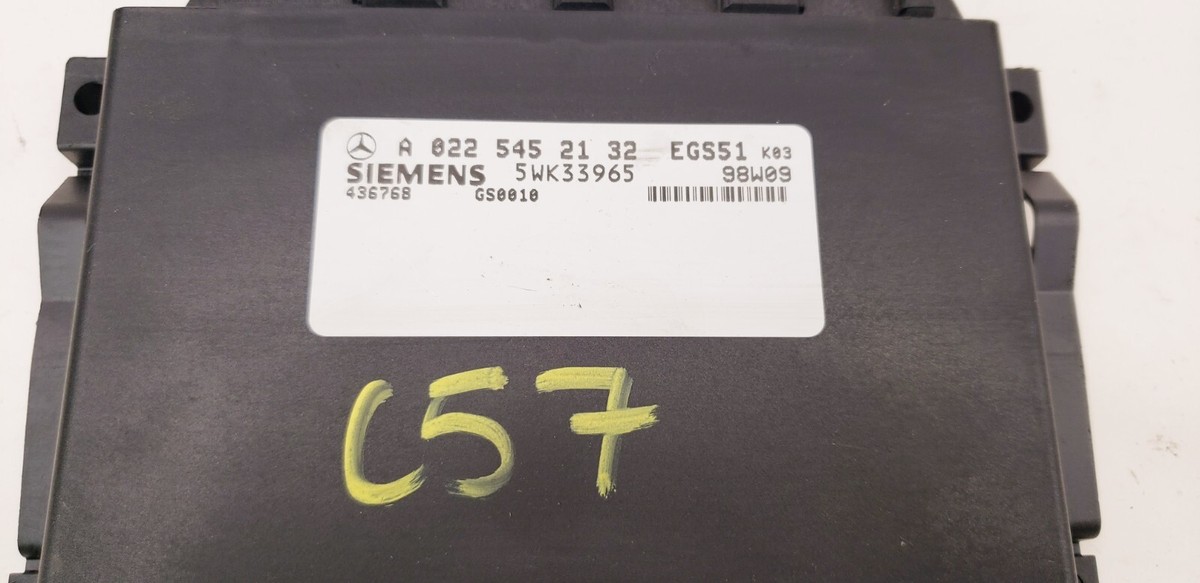 A 022 545 21 32 EGS51 K03
SIEMENS 5WK33965 98W09
436768 GS0010
C57